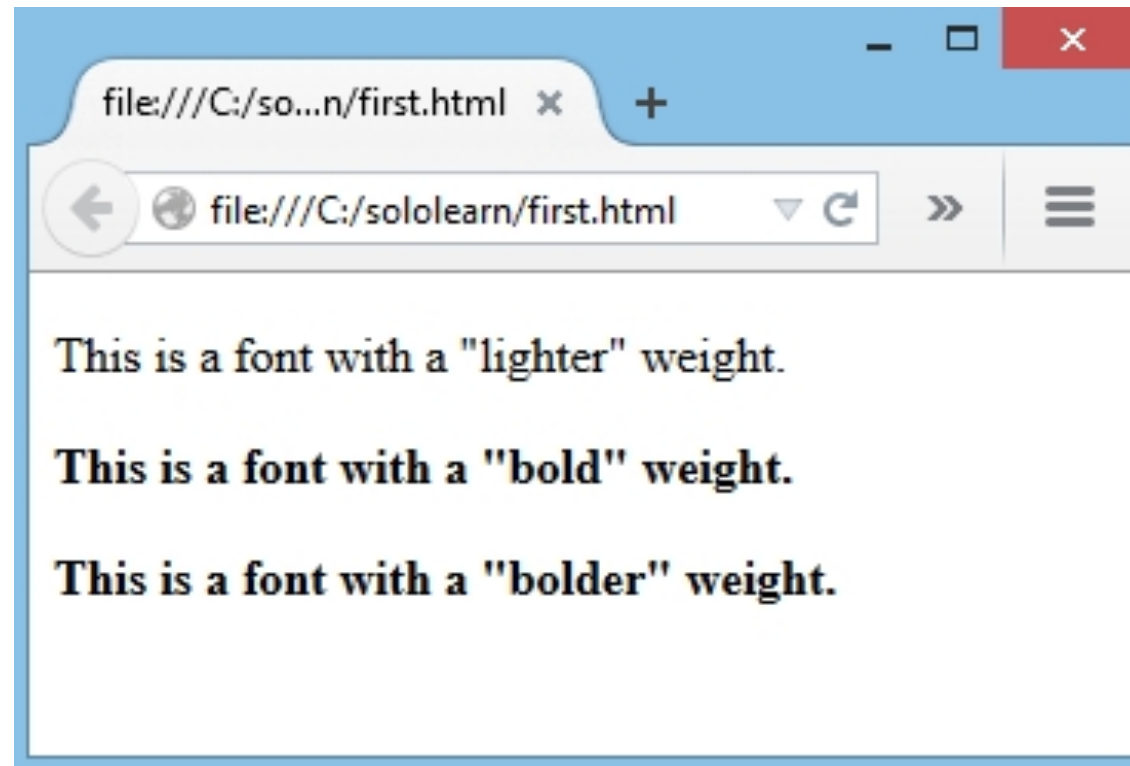 file:///C:/so...n/first.html
file:///C:/sololearn/first.html
This is a font with a "lighter" weight.
This is a font with a "bold" weight.
This is a font with a "bolder" weight.